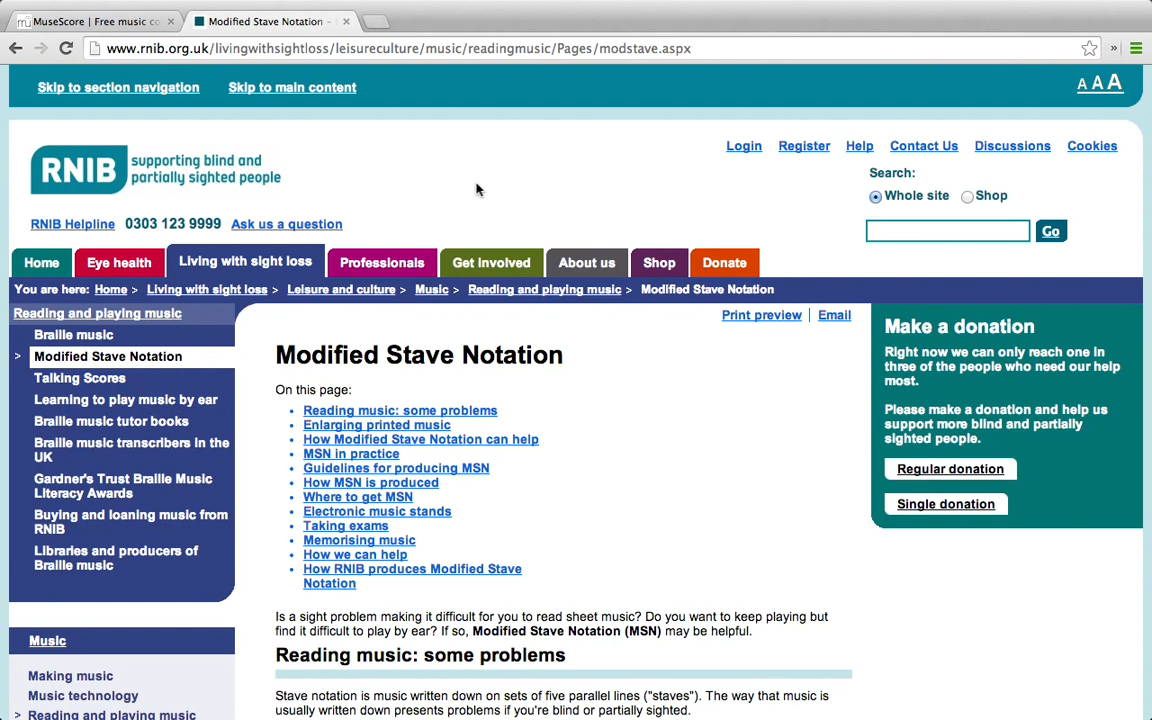 MuseScore | Free music co
Modified Stave Notation -
www.rnib.org.uk/livingwithsightloss/leisureculture/music/readingmusic/Pages/modstave.aspx
Skip to section navigation
Skip to main content
A A A
RNIB supporting blind and
partially sighted people
Login
Register
Help
Contact Us
Discussions
Cookies
Search:
Whole site
Shop
Go
RNIB Helpline 0303 123 9999 Ask us a question
Home
Eye health
Living with sight loss
Professionals
Get Involved
About us
Shop
Donate
You are here: Home > Living with sight loss > Leisure and culture > Music > Reading and playing music > Modified Stave Notation
Reading and playing music
Braille music
> Modified Stave Notation
Talking Scores
Learning to play music by ear
Braille music tutor books
Braille music transcribers in the
UK
Gardner's Trust Braille Music
Literacy Awards
Buying and loaning music from
RNIB
Libraries and producers of
Braille music
Music
Making music
Music technology
> Reading and playing music
Print preview | Email
Modified Stave Notation
On this page:
• Reading music: some problems
• Enlarging printed music
• How Modified Stave Notation can help
• MSN in practice
• Guidelines for producing MSN
• How MSN is produced
• Where to get MSN
• Electronic music stands
• Taking exams
• Memorising music
• How we can help
• How RNIB produces Modified Stave
Notation
Is a sight problem making it difficult for you to read sheet music? Do you want to keep playing but
find it difficult to play by ear? If so, Modified Stave Notation (MSN) may be helpful.
Reading music: some problems
Stave notation is music written down on sets of five parallel lines ("staves"). The way that music is
usually written down presents problems if you're blind or partially sighted.
Make a donation
Right now we can only reach one in
three of the people who need our help
most.
Please make a donation and help us
support more blind and partially
sighted people.
Regular donation
Single donation